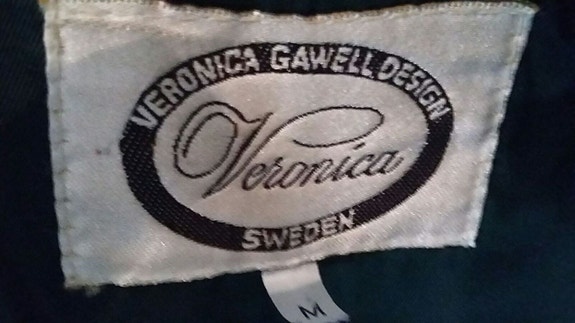 VERONICA GAWELL DESIGN
Veronica
SWEDEN
M